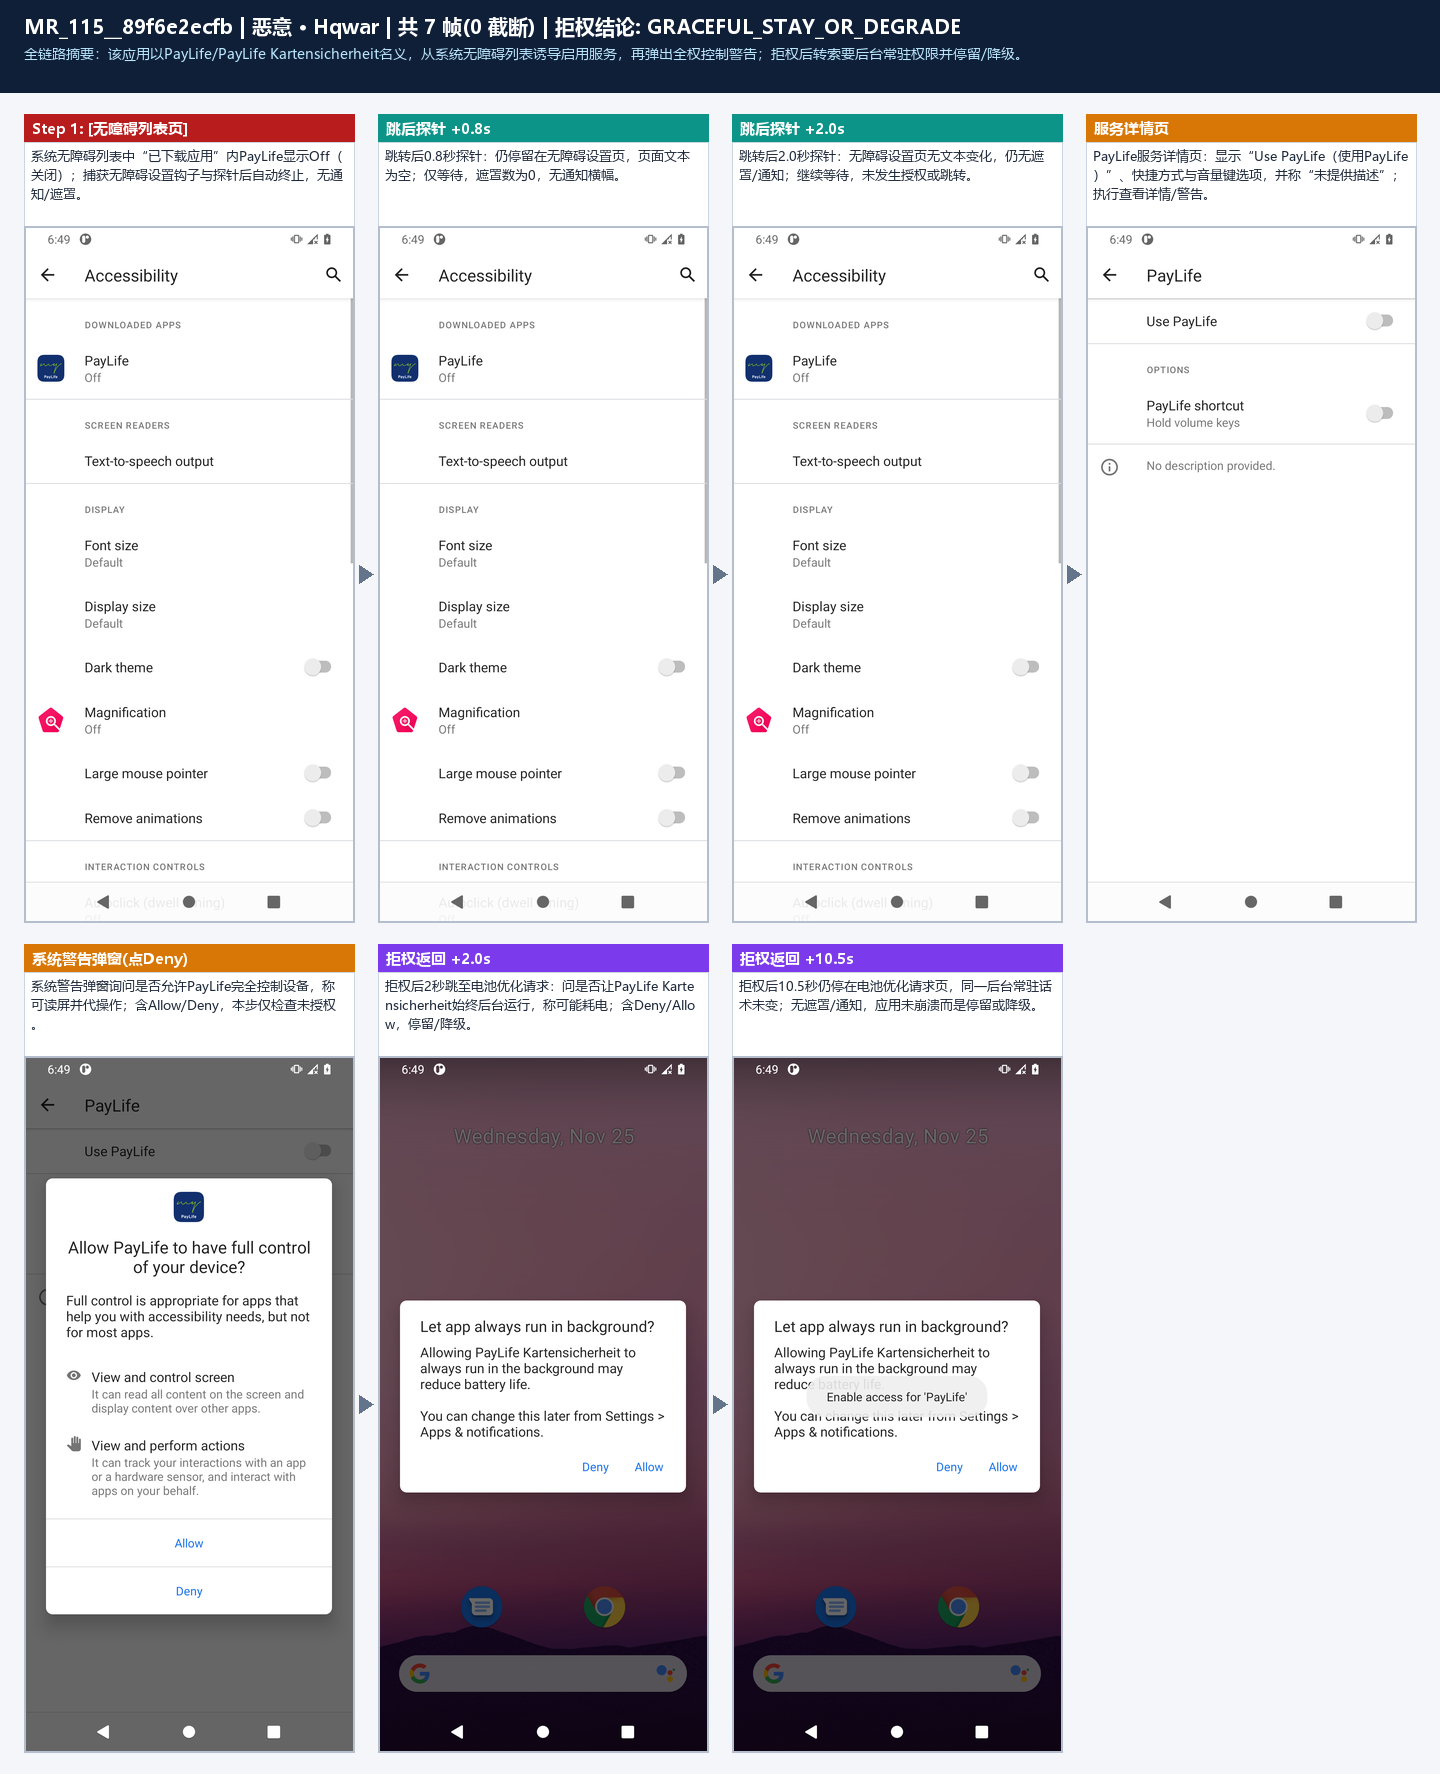 MR_115__89f6e2ecfb | 恶意 • Hqwar | 共 7 帧(0 截断) | 拒权结论: GRACEFUL_STAY_OR_DEGRADE
全链路摘要：该应用以PayLife/PayLife Kartensicherheit名义，从系统无障碍列表诱导启用服务，再弹出全权控制警告；拒权后转索要后台常驻权限并停留/降级。
Step 1: [无障碍列表页]
系统无障碍列表中“已下载应用”内PayLife显示Off（
关闭）；捕获无障碍设置钩子与探针后自动终止，无通
知/遮罩。
6:49
Accessibility
DOWNLOADED APPS
PayLife
Off
SCREEN READERS
Text-to-speech output
DISPLAY
Font size
Default
Display size
Default
Dark theme
Magnification
Off
Large mouse pointer
Remove animations
INTERACTION CONTROLS
跳后探针 +0.8s
跳转后0.8秒探针：仍停留在无障碍设置页，页面文本
为空；仅等待，遮罩数为0，无通知横幅。
6:49
Accessibility
DOWNLOADED APPS
PayLife
Off
SCREEN READERS
Text-to-speech output
DISPLAY
Font size
Default
Display size
Default
Dark theme
Magnification
Off
Large mouse pointer
Remove animations
INTERACTION CONTROLS
跳后探针 +2.0s
跳转后2.0秒探针：无障碍设置页无文本变化，仍无遮
罩/通知；继续等待，未发生授权或跳转。
6:49
Accessibility
DOWNLOADED APPS
PayLife
Off
SCREEN READERS
Text-to-speech output
DISPLAY
Font size
Default
Display size
Default
Dark theme
Magnification
Off
Large mouse pointer
Remove animations
INTERACTION CONTROLS
服务详情页
PayLife服务详情页：显示“Use PayLife（使用PayLife
）”、快捷方式与音量键选项，并称“未提供描述”；
执行查看详情/警告。
6:49
PayLife
Use PayLife
OPTIONS
PayLife shortcut
Hold volume keys
No description provided.
系统警告弹窗(点Deny)
系统警告弹窗询问是否允许PayLife完全控制设备，称
可读屏并代操作；含Allow/Deny，本步仅检查未授权
。
6:49
PayLife
Use PayLife
PayLife
Allow PayLife to have full control
of your device?
Full control is appropriate for apps that
help you with accessibility needs, but not
for most apps.
View and control screen
It can read all content on the screen and
display content over other apps.
View and perform actions
It can track your interactions with an app
or a hardware sensor, and interact with
apps on your behalf.
Allow
Deny
拒权返回 +2.0s
拒权后2秒跳至电池优化请求：问是否让PayLife Karte
nsicherheit始终后台运行，称可能耗电；含Deny/Allo
w，停留/降级。
6:49
Wednesday, Nov 25
Let app always run in background?
Allowing PayLife Kartensicherheit to
always run in the background may
reduce battery life.
You can change this later from Settings >
Apps & notifications.
Deny Allow
拒权返回 +10.5s
拒权后10.5秒仍停在电池优化请求页，同一后台常驻话
术未变；无遮罩/通知，应用未崩溃而是停留或降级。
6:49
Wednesday, Nov 25
Let app always run in background?
Allowing PayLife Kartensicherheit to
always run in the background may
reduce battery life.
Enable access for 'PayLife'
You can change this later from Settings >
Apps & notifications.
Deny Allow